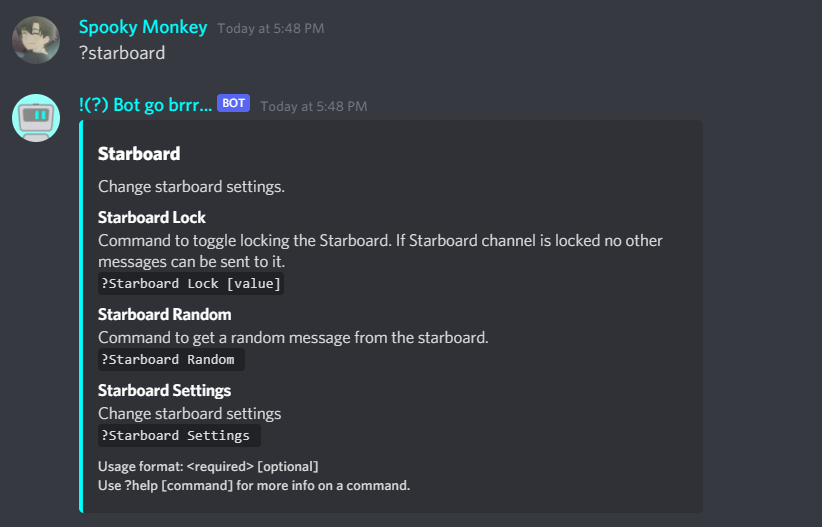 Spooky Monkey Today at 5:48 PM
?starboard
!(?) Bot go brrr... BOT Today at 5:48 PM
Starboard
Change starboard settings.
Starboard Lock
Command to toggle locking the Starboard. If Starboard channel is locked no other
messages can be sent to it.
?Starboard Lock [value]
Starboard Random
Command to get a random message from the starboard.
?Starboard Random
Starboard Settings
Change starboard settings
?Starboard Settings
Usage format: <required> [optional]
Use ?help [command] for more info on a command.